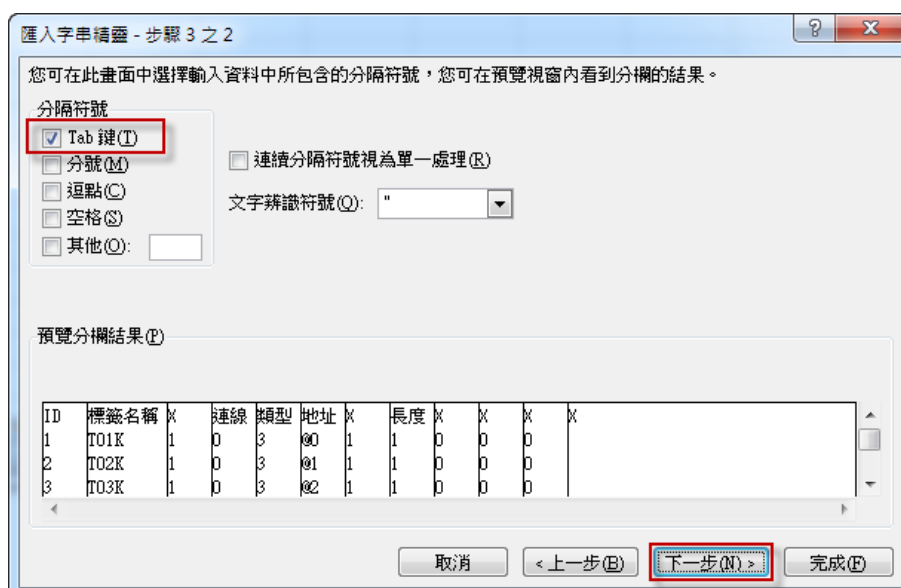 匯入字串精靈 - 步驟 3 之 2
您可在此畫面中選擇輸入資料中所包含的分隔符號，您可在預覽視窗內看到分欄的結果。
分隔符號
Tab 鍵(T)
分號(M)
逗點(C)
空格(S)
其他(O):
連續分隔符號視為單一處理(R)
文字辨識符號(Q): "
預覽分欄結果(P)
ID 標籤名稱 X 連線 類型 地址 X 長度 X X X X
1 T01K 1 0 3 @0 1 1 0 0 0
2 T02K 1 0 3 @1 1 1 0 0 0
3 T03K 1 0 3 @2 1 1 0 0 0
取消 <上一步(B) 下一步(N) > 完成(F)